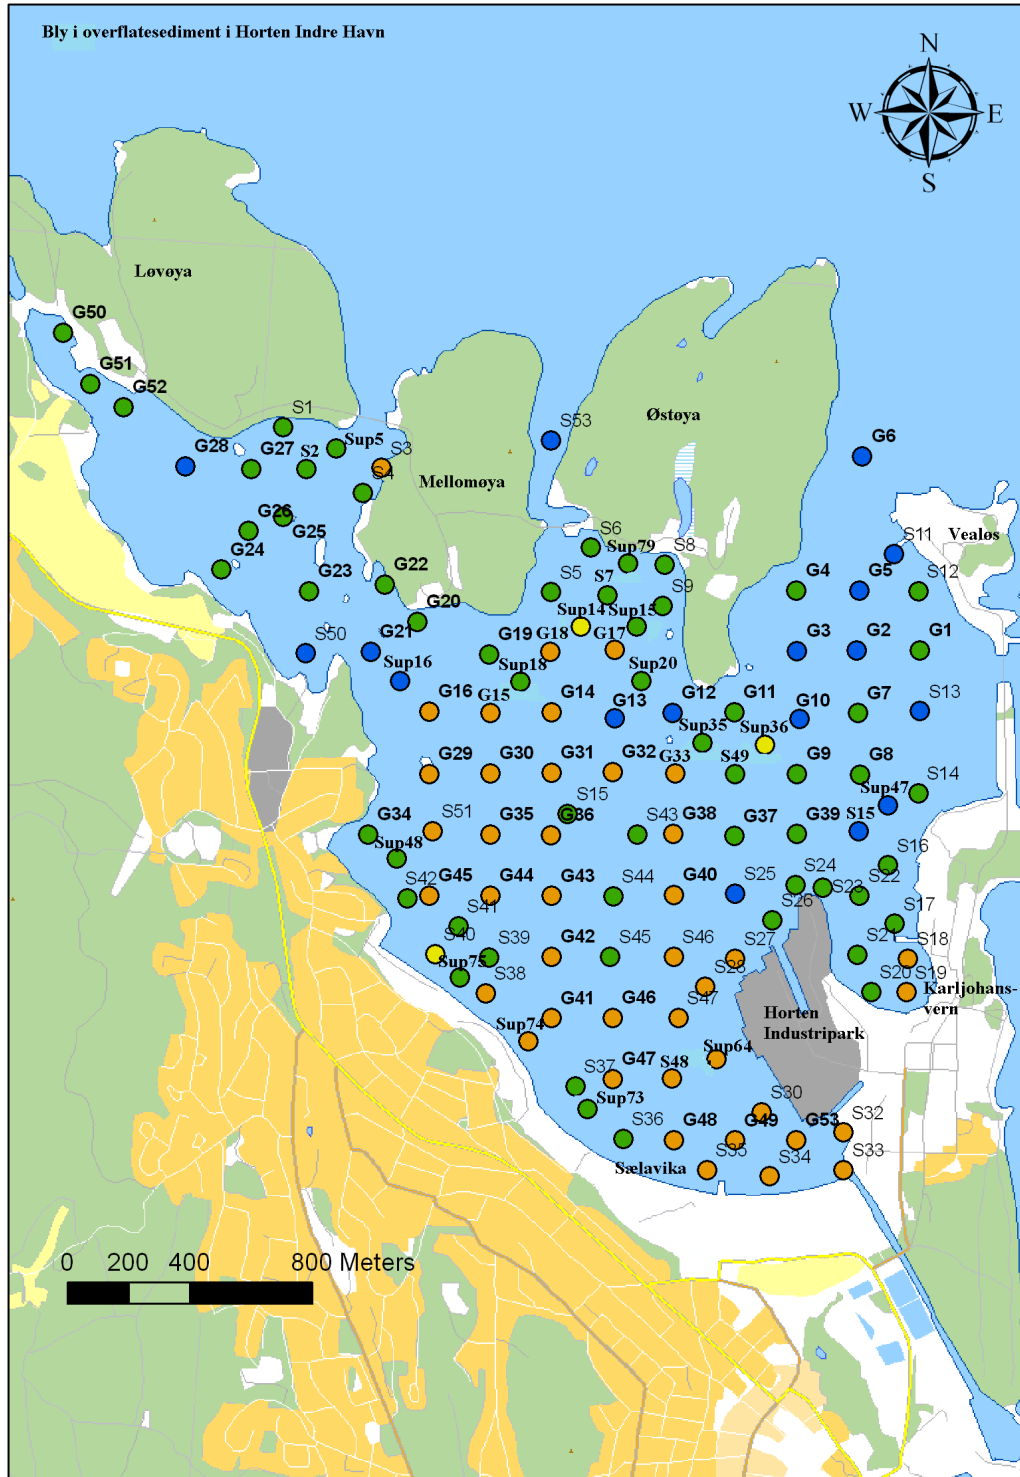 Bly i overflatesediment i Horten Indre Havn
N
W
E
S
Løvøya
G50
G51
G52
S1
Sup5
S3
G28
G27
S2
S4
S53
Østøya
G6
Mellomøya
G26
G25
G24
G23
G22
G20
S6
Sup79
S8
S11
Vealøs
S5
S7
S9
G4
G5
S12
Sup14
Sup15
S50
G21
G19
G18
G17
G3
G2
G1
Sup16
Sup18
Sup20
G16
G15
G14
G13
G12
G11
G10
G7
S13
Sup35
Sup36
G29
G30
G31
G32
G33
S49
G9
G8
S14
Sup47
S15
G34
S51
G35
G36
S43
G38
G37
G39
S15
Sup48
S16
S42
G45
G44
G43
S44
G40
S25
S24
S23
S22
S41
S26
S17
S40
S39
G42
S45
S46
S27
S21
S18
Sup75
S38
S28
S20
S19
Karljohans-
vern
Sup74
G41
G46
S47
Horten
Industripark
S37
G47
S48
Sup64
Sup73
S30
S36
G48
G49
G53
S32
Sælavika
S35
S34
S33
0 200 400 800 Meters